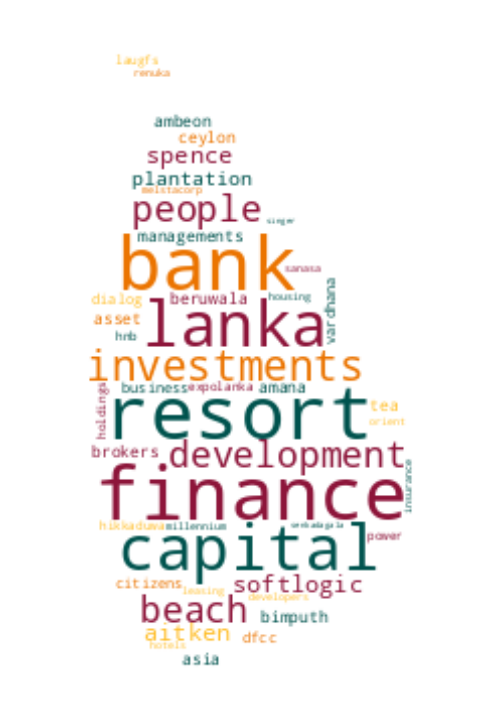 laugfs
renuka
ambeon
ceylon
spence
plantation
melstacorp
people
singer
managements
bank
sanasa
dialog
beruwala
housing
vardhana
lanka
asset
hnb
investments
business
expolanka
amana
holdings
resort
tea
orient
brokers
development
insurance
finance
hikkaduwa
millennium
senkadagala
power
capital
citizens
softlogic
leasing
developers
beach
bimputh
aitken
dfcc
hotels
asia